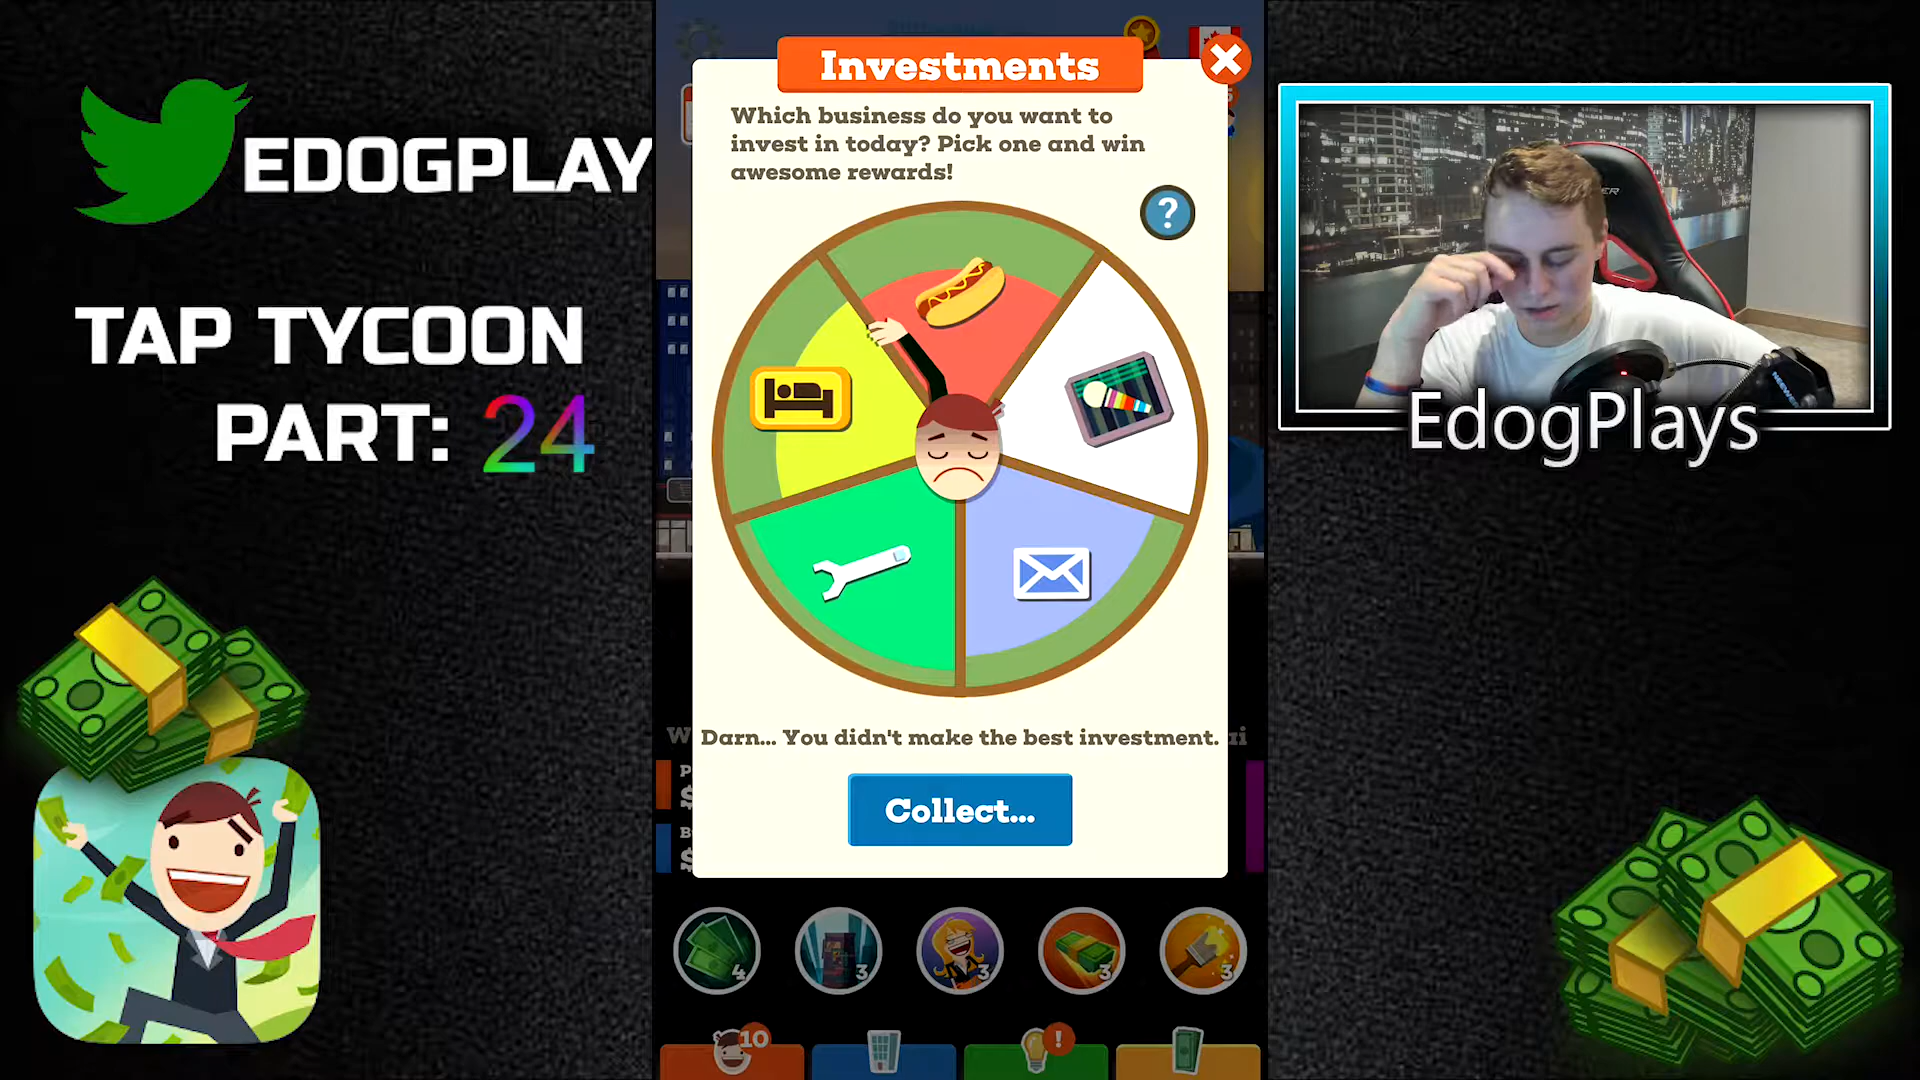 EDOGPLAY
TAP TYCOON
PART: 24
Investments
Which business do you want to
invest in today? Pick one and win
awesome rewards!
?
Darn... You didn't make the best investment.
Collect...
4
3
3
3
3
10
!
EdogPlays